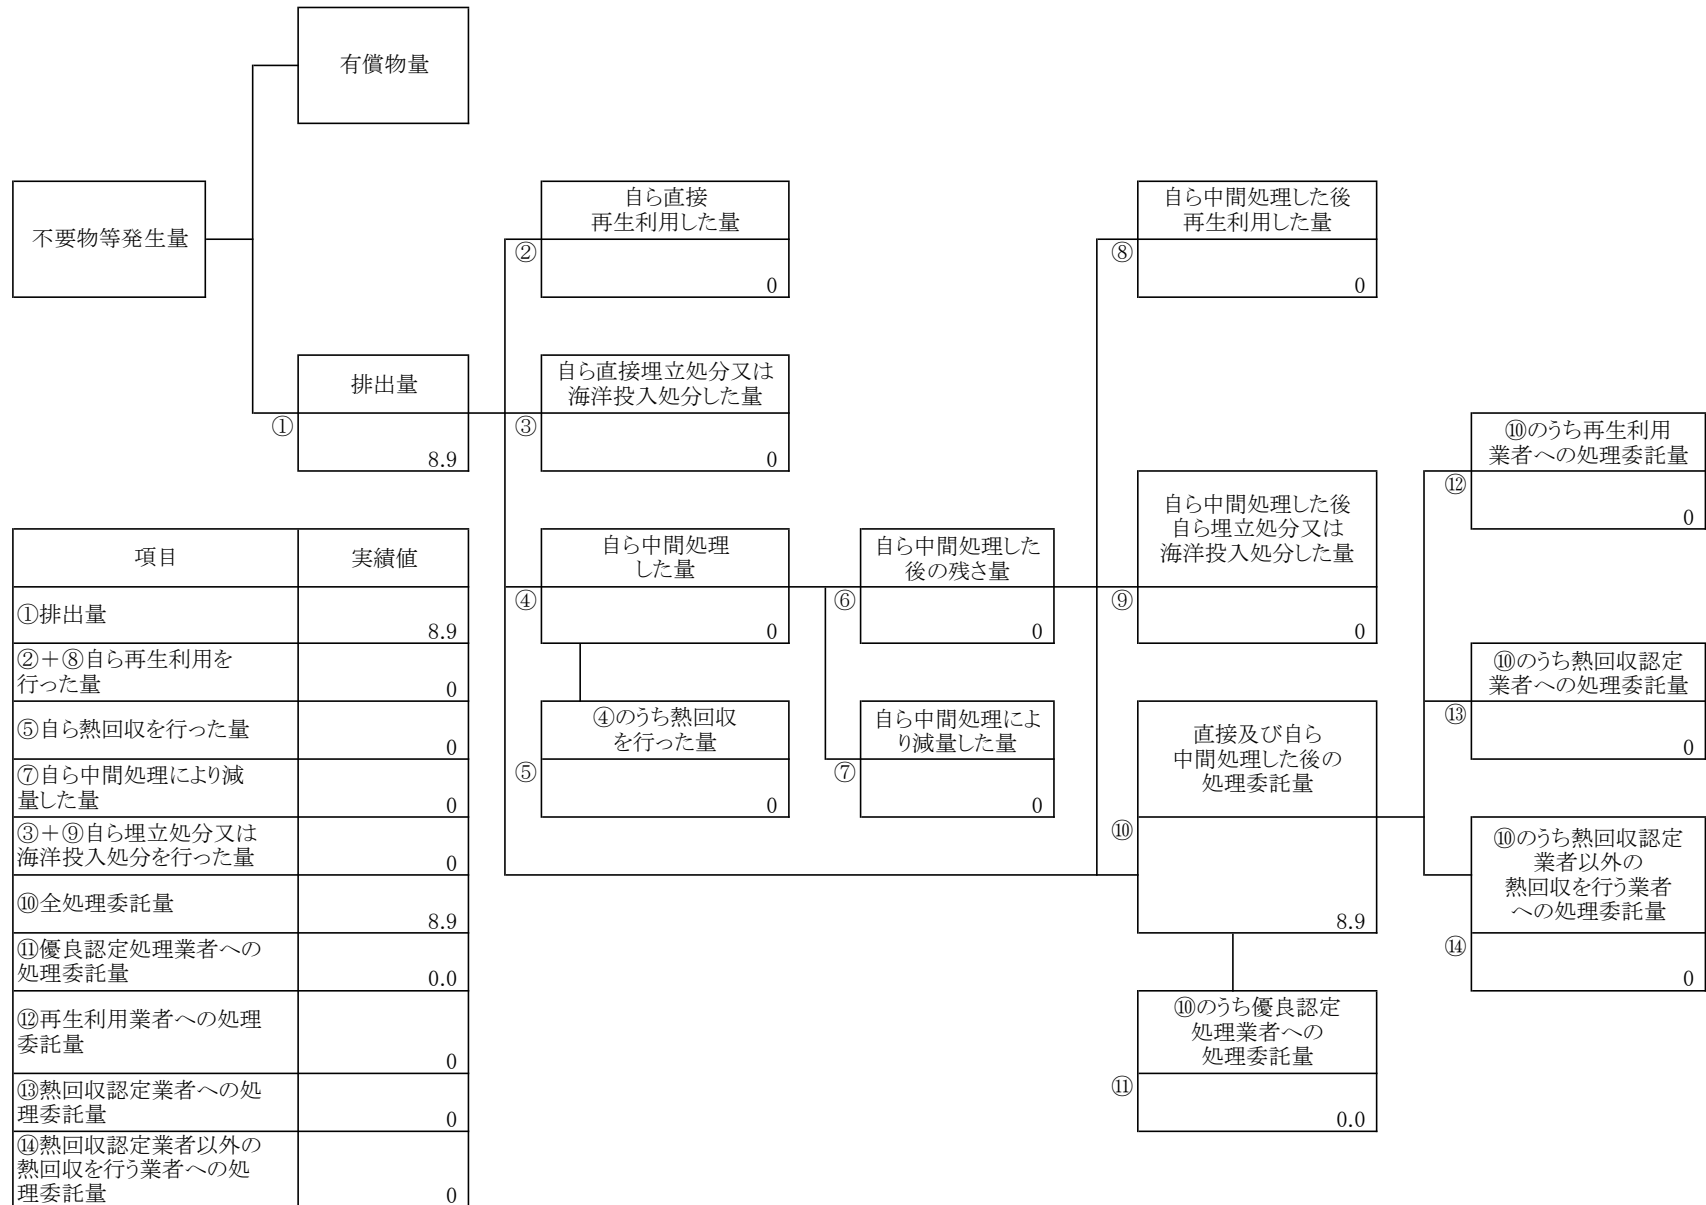 有償物量
不要物等発生量
自ら直接
再生利用した量
②
0
自ら中間処理した後
再生利用した量
⑧
0
排出量
①
8.9
自ら直接埋立処分又は
海洋投入処分した量
③
0
⑩のうち再生利用
業者への処理委託量
⑫
0
自ら中間処理した後
自ら埋立処分又は
海洋投入処分した量
⑨
0
自ら中間処理
した量
④
0
自ら中間処理した
後の残さ量
⑥
0
⑩のうち熱回収認定
業者への処理委託量
⑬
0
④のうち熱回収
を行った量
⑤
0
自ら中間処理によ
り減量した量
⑦
0
直接及び自ら
中間処理した後の
処理委託量
⑩
8.9
⑩のうち熱回収認定
業者以外の
熱回収を行う業者
への処理委託量
⑭
0
⑩のうち優良認定
処理業者への
処理委託量
⑪
0.0
項目 実績値
①排出量
8.9
②＋⑧自ら再生利用を
行った量
0
⑤自ら熱回収を行った量
0
⑦自ら中間処理により減
量した量
0
③＋⑨自ら埋立処分又は
海洋投入処分を行った量
0
⑩全処理委託量
8.9
⑪優良認定処理業者への
処理委託量
0.0
⑫再生利用業者への処理
委託量
0
⑬熱回収認定業者への処
理委託量
0
⑭熱回収認定業者以外の
熱回収を行う業者への処
理委託量
0